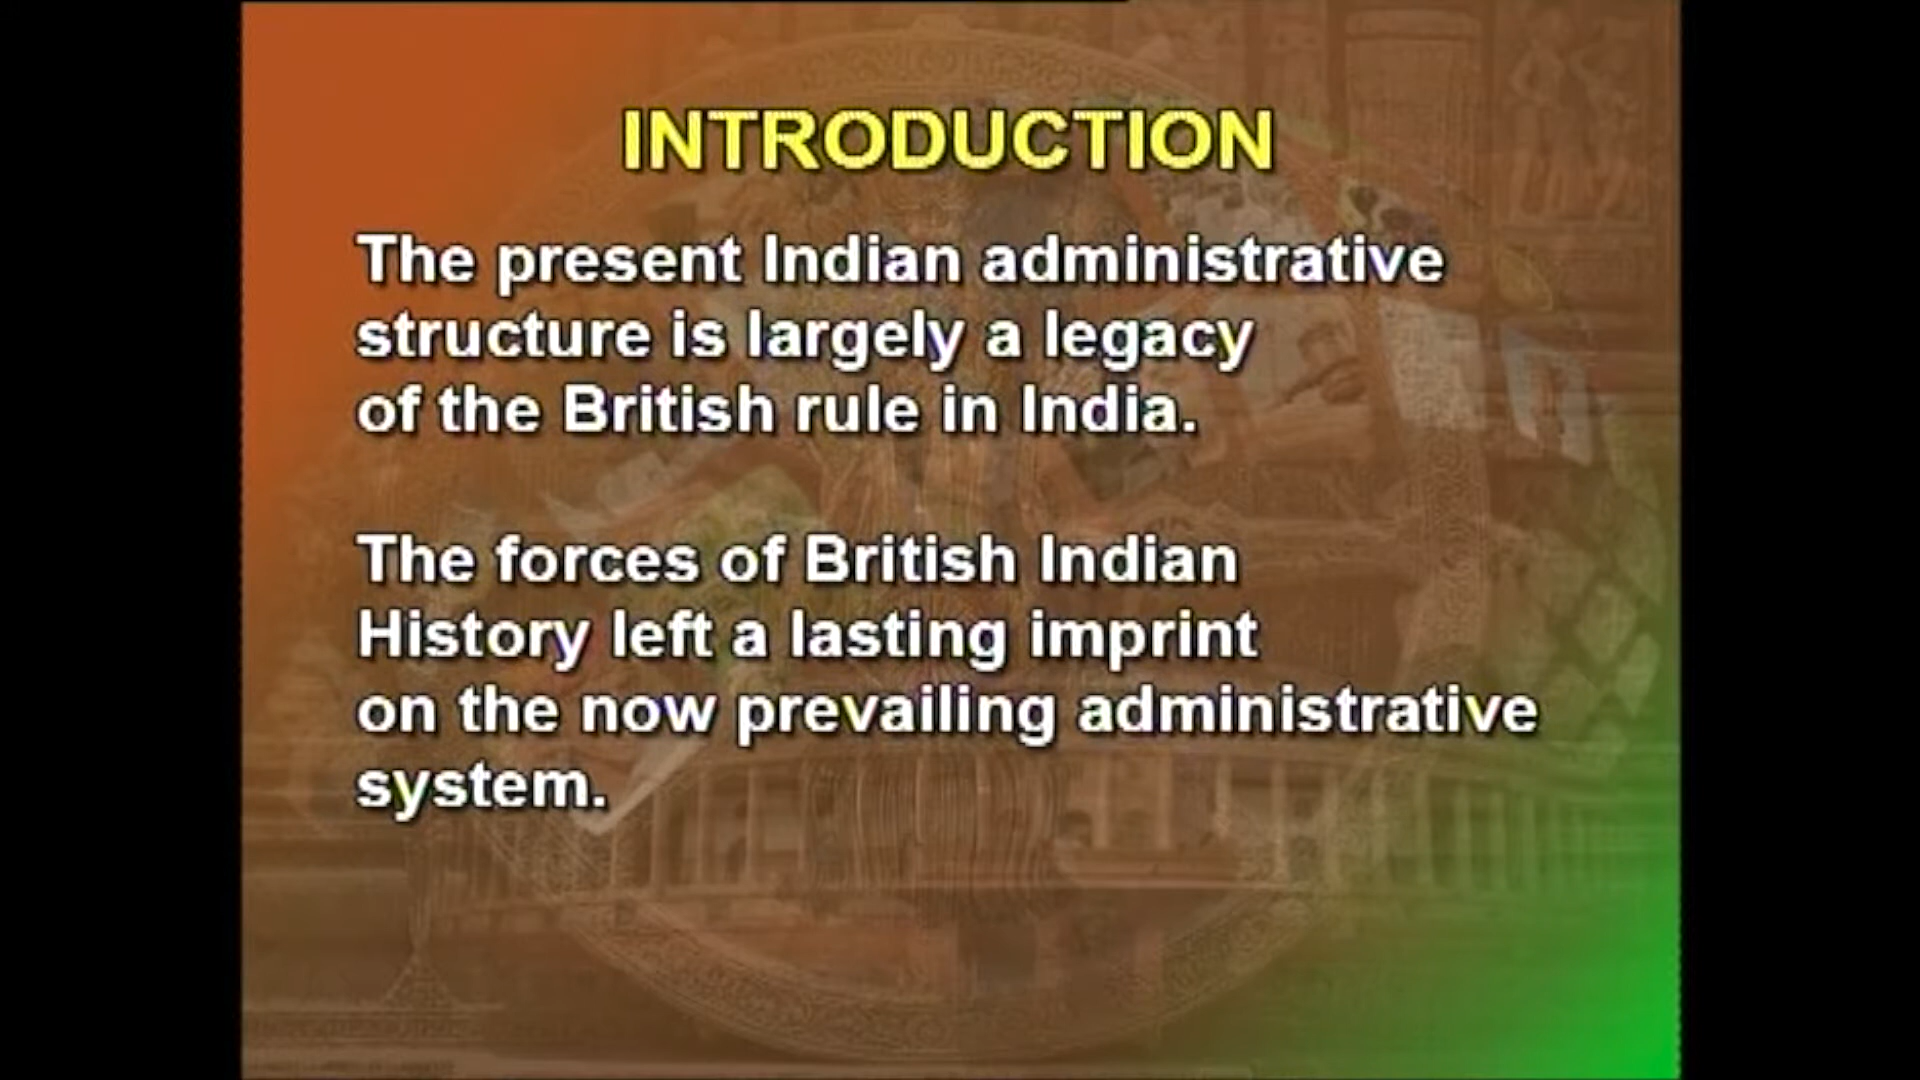 INTRODUCTION
The present Indian administrative
structure is largely a legacy
of the British rule in India.
The forces of British Indian
History left a lasting imprint
on the now prevailing administrative
system.